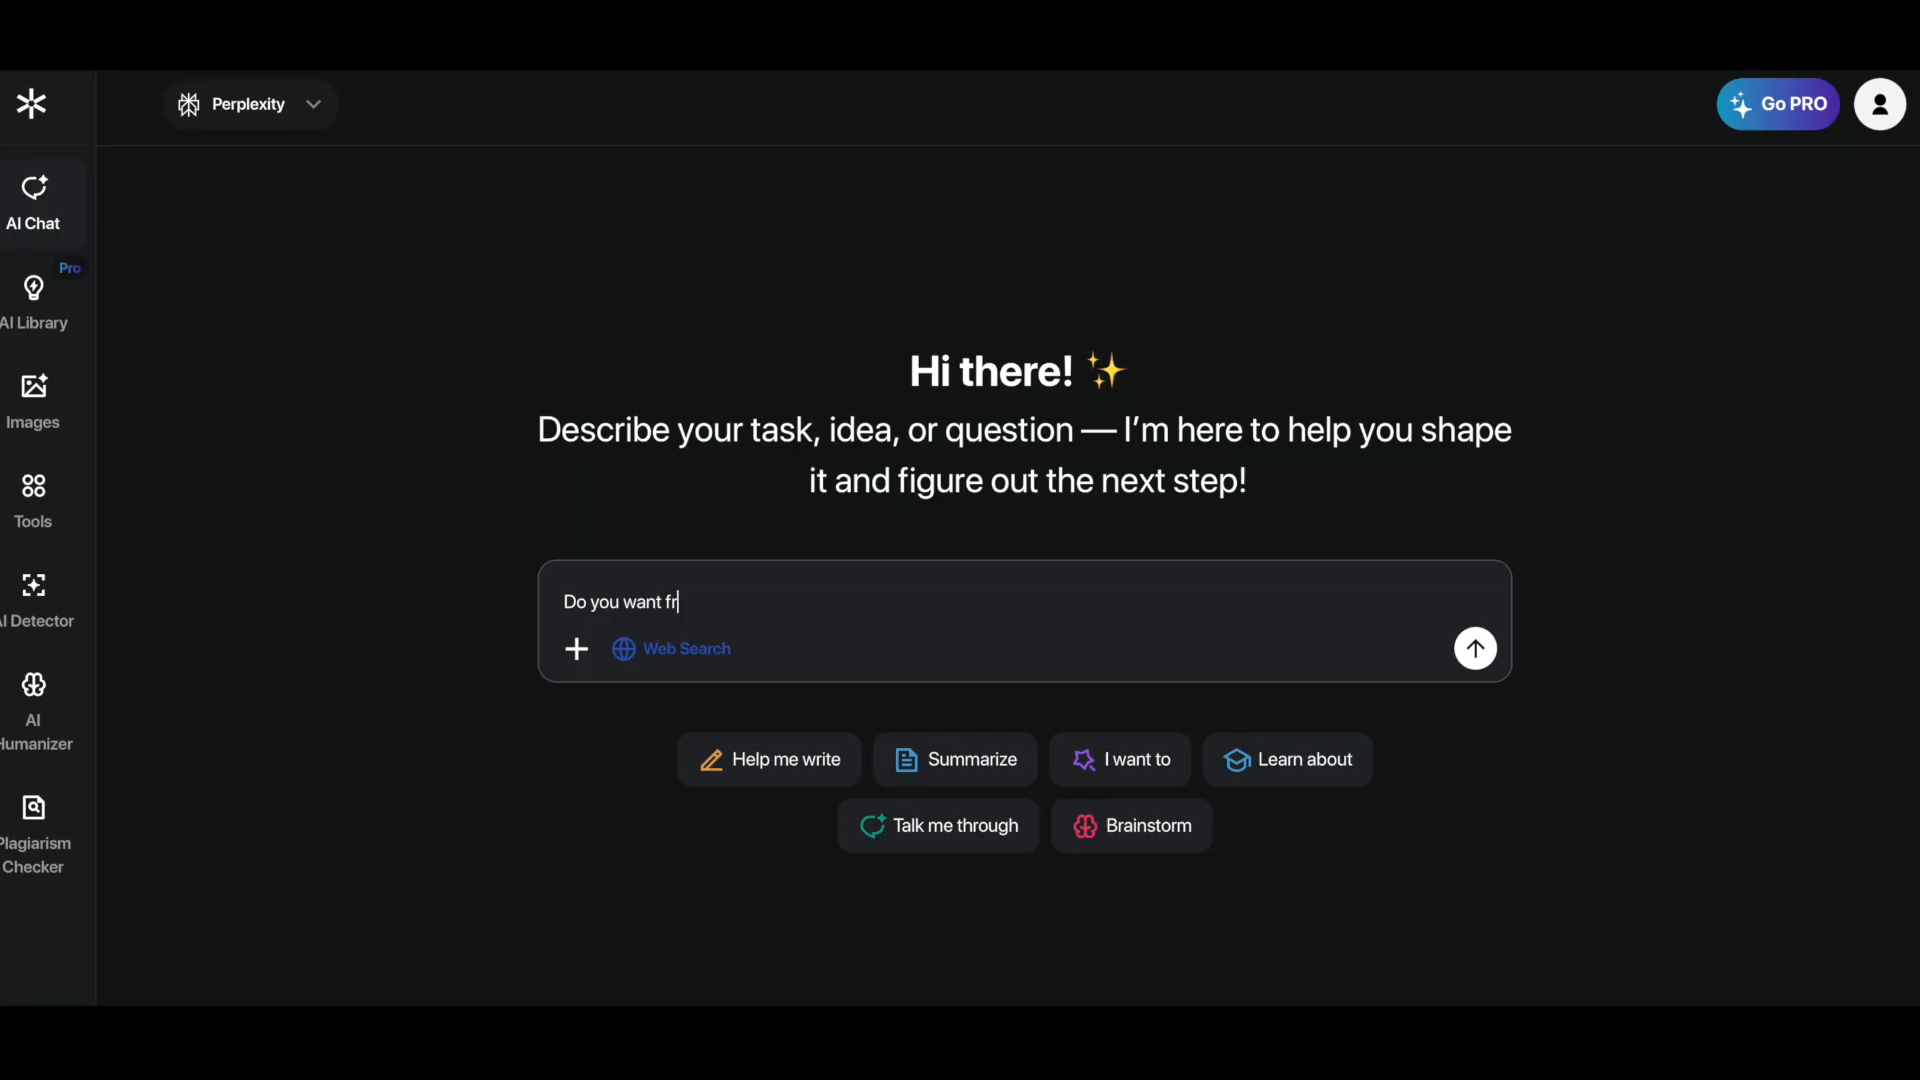 Perplexity
Go PRO
AI Chat
Pro
AI Library
Images
Tools
AI Detector
AI
Humanizer
Plagiarism
Checker
Hi there! ✨
Describe your task, idea, or question — I’m here to help you shape
it and figure out the next step!
Do you want fr
Web Search
Help me write
Summarize
I want to
Learn about
Talk me through
Brainstorm